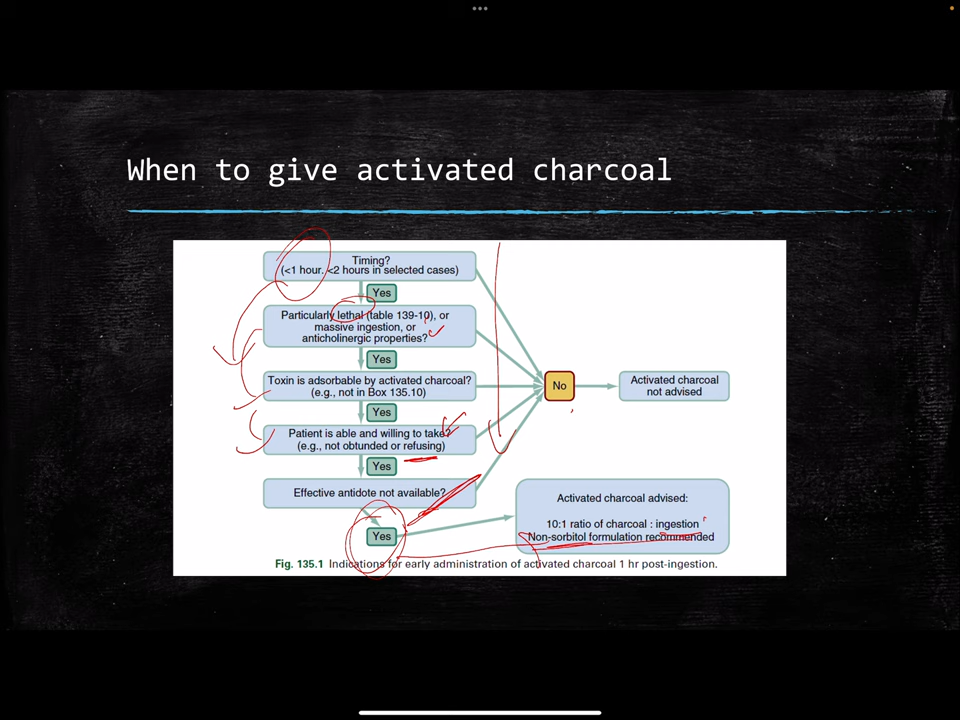 When to give activated charcoal
Timing?
(<1 hour. <2 hours in selected cases)
Yes
Particularly lethal (table 139-10), or
massive ingestion, or
anticholinergic properties?
Yes
Toxin is adsorbable by activated charcoal?
(e.g., not in Box 135.10)
Yes
Patient is able and willing to take?
(e.g., not obtunded or refusing)
Yes
Effective antidote not available?
Yes
No
Activated charcoal
not advised
Activated charcoal advised:
10:1 ratio of charcoal : ingestion
Non-sorbitol formulation recommended
Fig. 135.1 Indications for early administration of activated charcoal 1 hr post-ingestion.